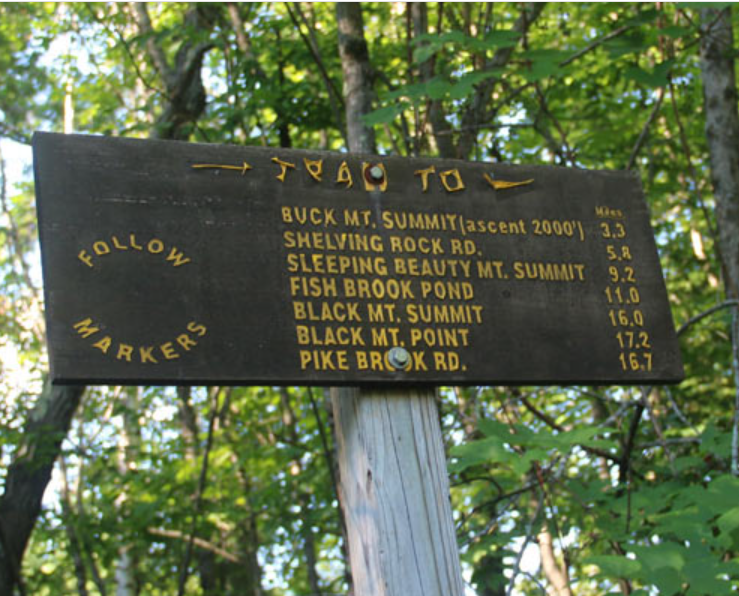 TRAIL TO
Miles
BUCK MT. SUMMIT (ascent 2000') 3.3
SHELVING ROCK RD. 5.8
SLEEPING BEAUTY MT. SUMMIT 9.2
FISH BROOK POND 11.0
BLACK MT. SUMMIT 16.0
BLACK MT. POINT 17.2
PIKE BROOK RD. 16.7
FOLLOW
MARKERS